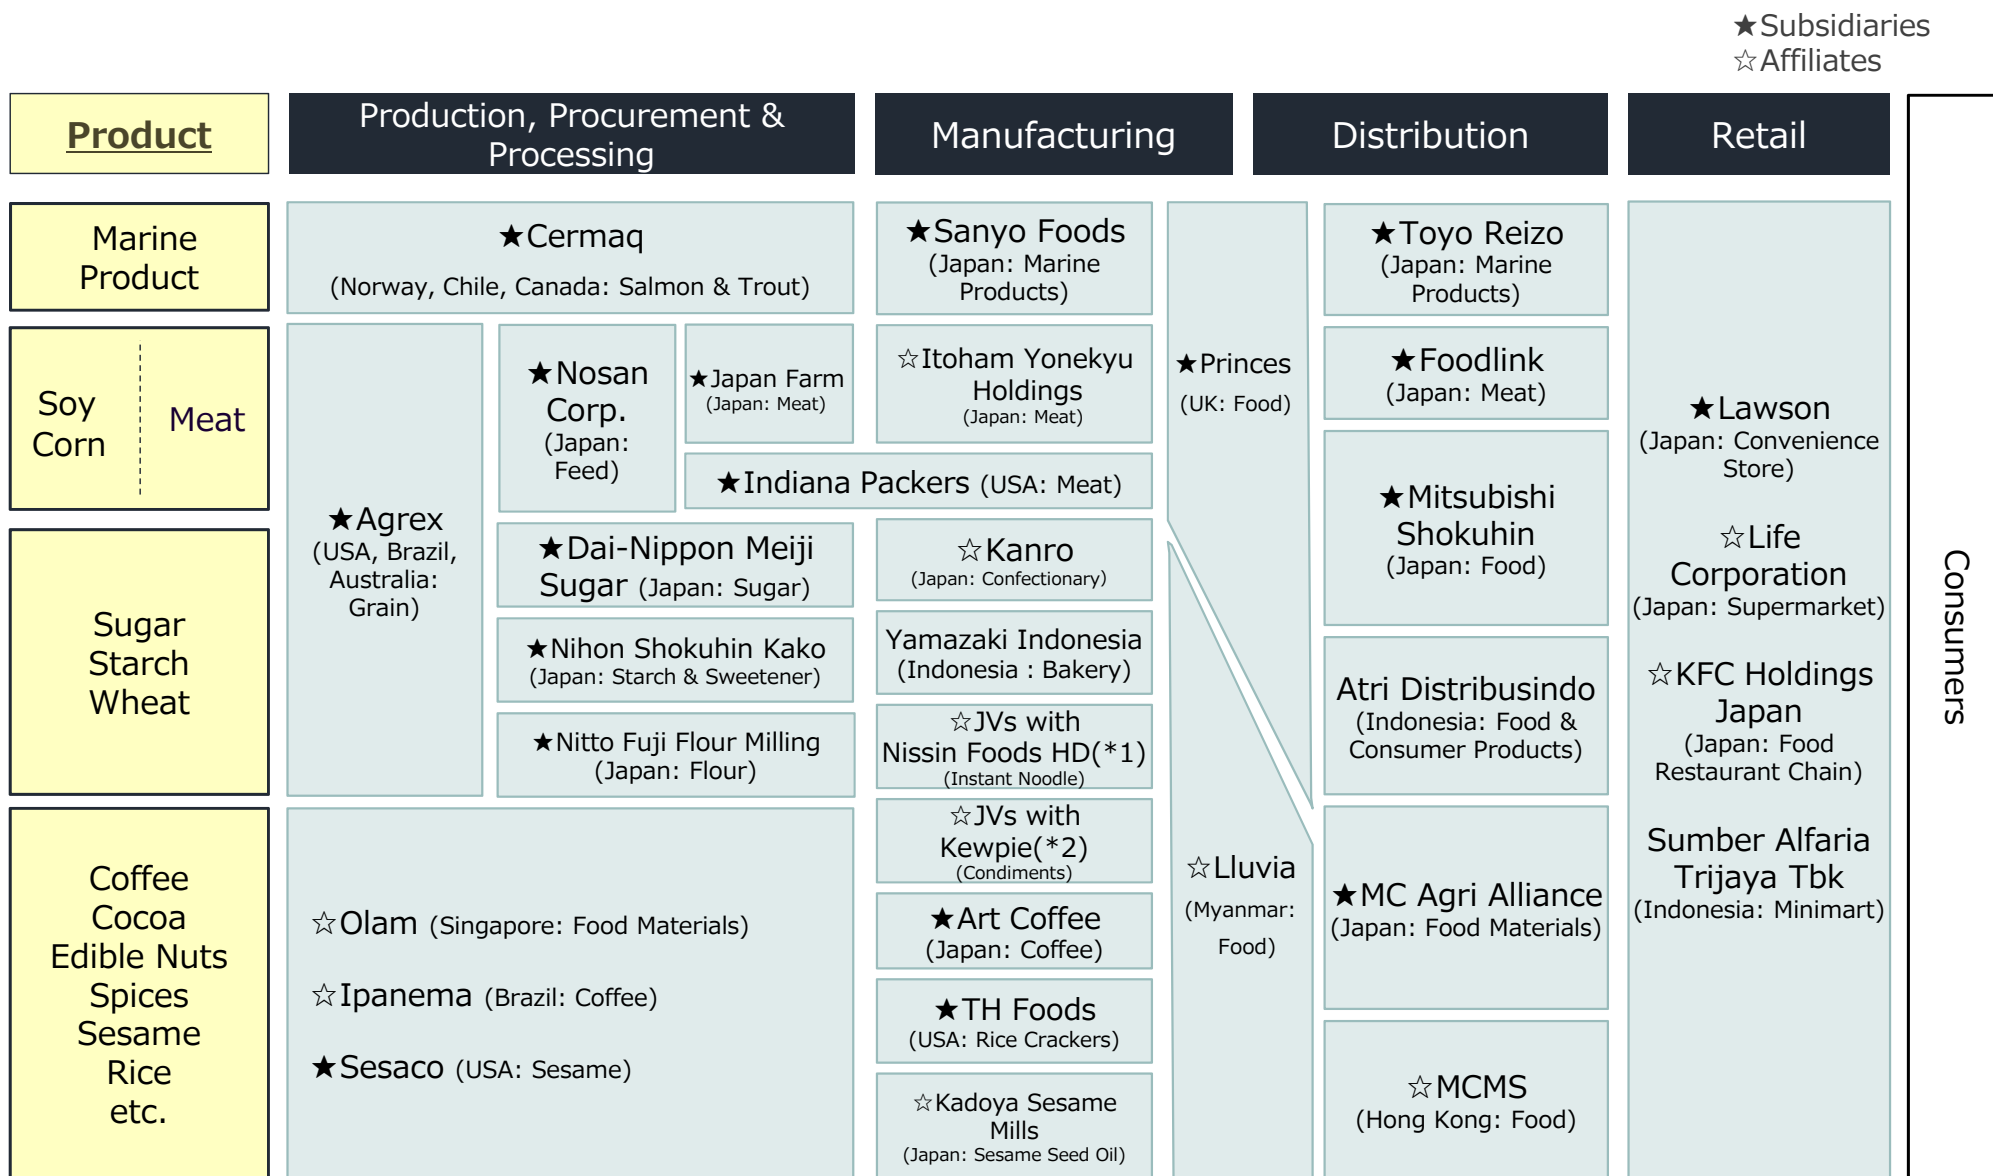 ★Subsidiaries
☆Affiliates
Product
Production, Procurement &
Processing
Manufacturing
Distribution
Retail
Marine
Product
★Cermaq
(Norway, Chile, Canada: Salmon & Trout)
★Sanyo Foods
(Japan: Marine
Products)
★Toyo Reizo
(Japan: Marine
Products)
Soy
Corn
Meat
★Agrex
(USA, Brazil,
Australia:
Grain)
★Nosan
Corp.
(Japan:
Feed)
★Japan Farm
(Japan: Meat)
☆Itoham Yonekyu
Holdings
(Japan: Meat)
★Indiana Packers (USA: Meat)
★Princes
(UK: Food)
★Foodlink
(Japan: Meat)
★Mitsubishi
Shokuhin
(Japan: Food)
Sugar
Starch
Wheat
★Dai-Nippon Meiji
Sugar (Japan: Sugar)
★Nihon Shokuhin Kako
(Japan: Starch & Sweetener)
★Nitto Fuji Flour Milling
(Japan: Flour)
☆Kanro
(Japan: Confectionary)
Yamazaki Indonesia
(Indonesia : Bakery)
☆JVs with
Nissin Foods HD(*1)
(Instant Noodle)
Atri Distribusindo
(Indonesia: Food &
Consumer Products)
Coffee
Cocoa
Edible Nuts
Spices
Sesame
Rice
etc.
☆Olam (Singapore: Food Materials)
☆Ipanema (Brazil: Coffee)
★Sesaco (USA: Sesame)
☆JVs with
Kewpie(*2)
(Condiments)
★Art Coffee
(Japan: Coffee)
★TH Foods
(USA: Rice Crackers)
☆Kadoya Sesame
Mills
(Japan: Sesame Seed Oil)
☆Lluvia
(Myanmar:
Food)
★MC Agri Alliance
(Japan: Food Materials)
☆MCMS
(Hong Kong: Food)
★Lawson
(Japan: Convenience
Store)
☆Life
Corporation
(Japan: Supermarket)
☆KFC Holdings
Japan
(Japan: Food
Restaurant Chain)
Sumber Alfaria
Trijaya Tbk
(Indonesia: Minimart)
Consumers